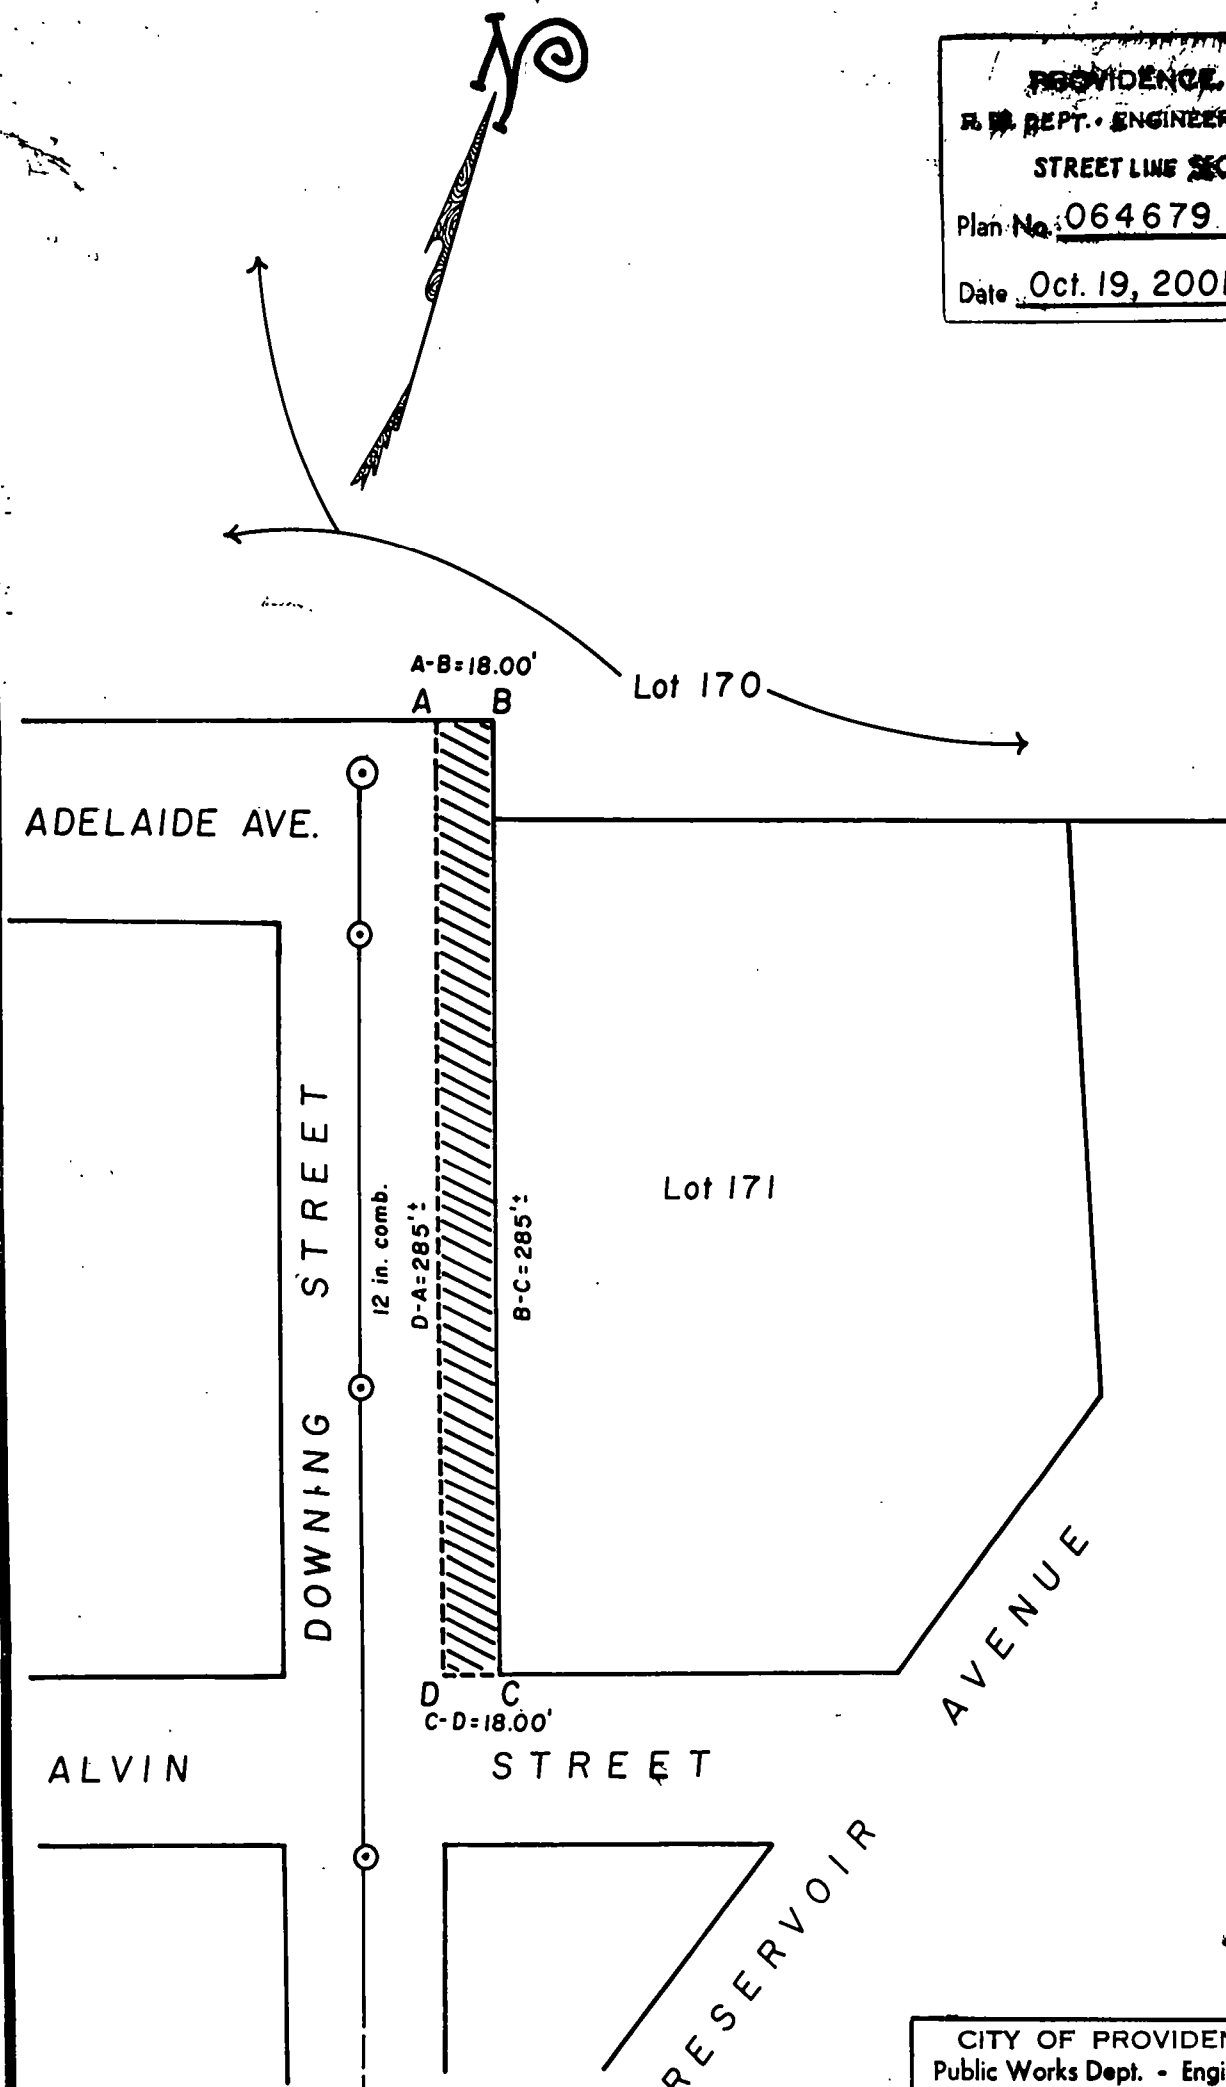 N
PROVIDENCE,
DEPT. - ENGINEER
STREET LINE SEC
Plan No. 064679
Date Oct. 19, 2001
A-B=18.00'
A B
Lot 170
ADELAIDE AVE.
DOWNING STREET
12 in. comb.
D-A=285'±
B-C=285'±
Lot 171
D C
C-D=18.00'
ALVIN STREET
RESERVOIR AVENUE
CITY OF PROVIDEN
Public Works Dept. - Engi